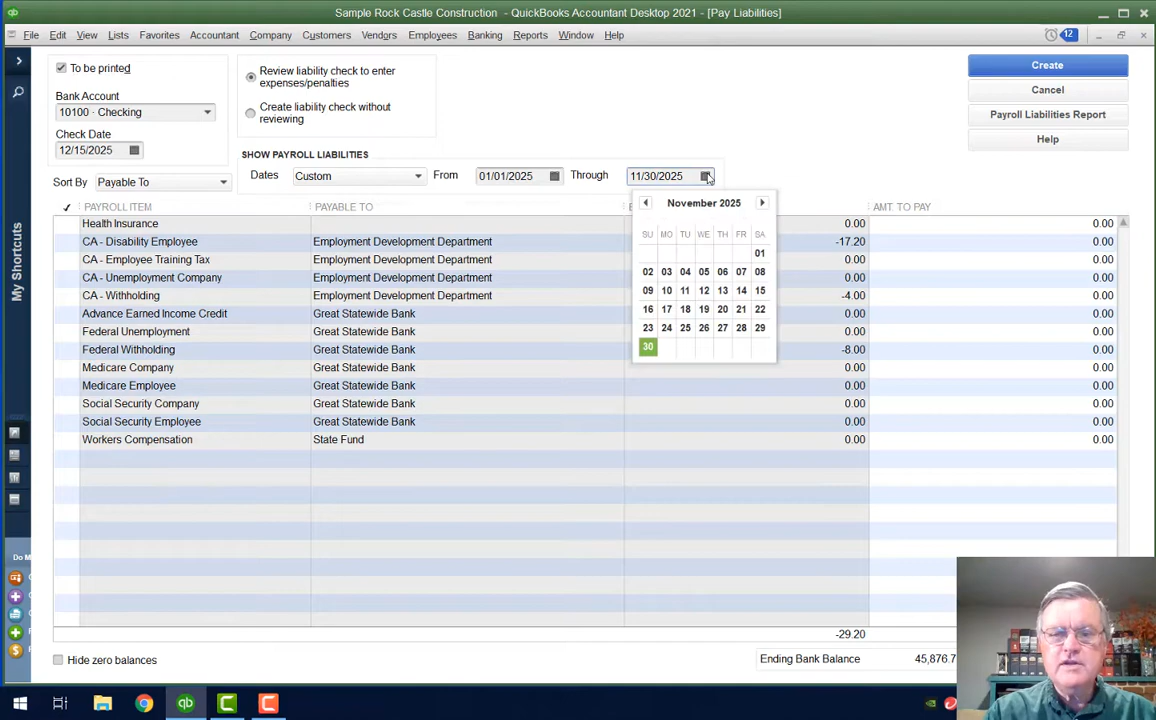 Sample Rock Castle Construction - QuickBooks Accountant Desktop 2021 - [Pay Liabilities]
File Edit View Lists Favorites Accountant Company Customers Vendors Employees Banking Reports Window Help
12
To be printed
Review liability check to enter
expenses/penalties
Create liability check without
reviewing
Bank Account
10100 · Checking
Check Date
12/15/2025
Create
Cancel
Payroll Liabilities Report
Help
SHOW PAYROLL LIABILITIES
Dates Custom From 01/01/2025 Through 11/30/2025
Sort By Payable To
My Shortcuts
PAYROLL ITEM PAYABLE TO AMT. TO PAY
November 2025
SU MO TU WE TH FR SA
01
02 03 04 05 06 07 08
09 10 11 12 13 14 15
16 17 18 19 20 21 22
23 24 25 26 27 28 29
30
Health Insurance 0.00 0.00
CA - Disability Employee Employment Development Department -17.20 0.00
CA - Employee Training Tax Employment Development Department 0.00 0.00
CA - Unemployment Company Employment Development Department 0.00 0.00
CA - Withholding Employment Development Department -4.00 0.00
Advance Earned Income Credit Great Statewide Bank 0.00 0.00
Federal Unemployment Great Statewide Bank 0.00 0.00
Federal Withholding Great Statewide Bank -8.00 0.00
Medicare Company Great Statewide Bank 0.00 0.00
Medicare Employee Great Statewide Bank 0.00 0.00
Social Security Company Great Statewide Bank 0.00 0.00
Social Security Employee Great Statewide Bank 0.00 0.00
Workers Compensation State Fund 0.00 0.00
Do M
-29.20
Hide zero balances
Ending Bank Balance 45,876.7